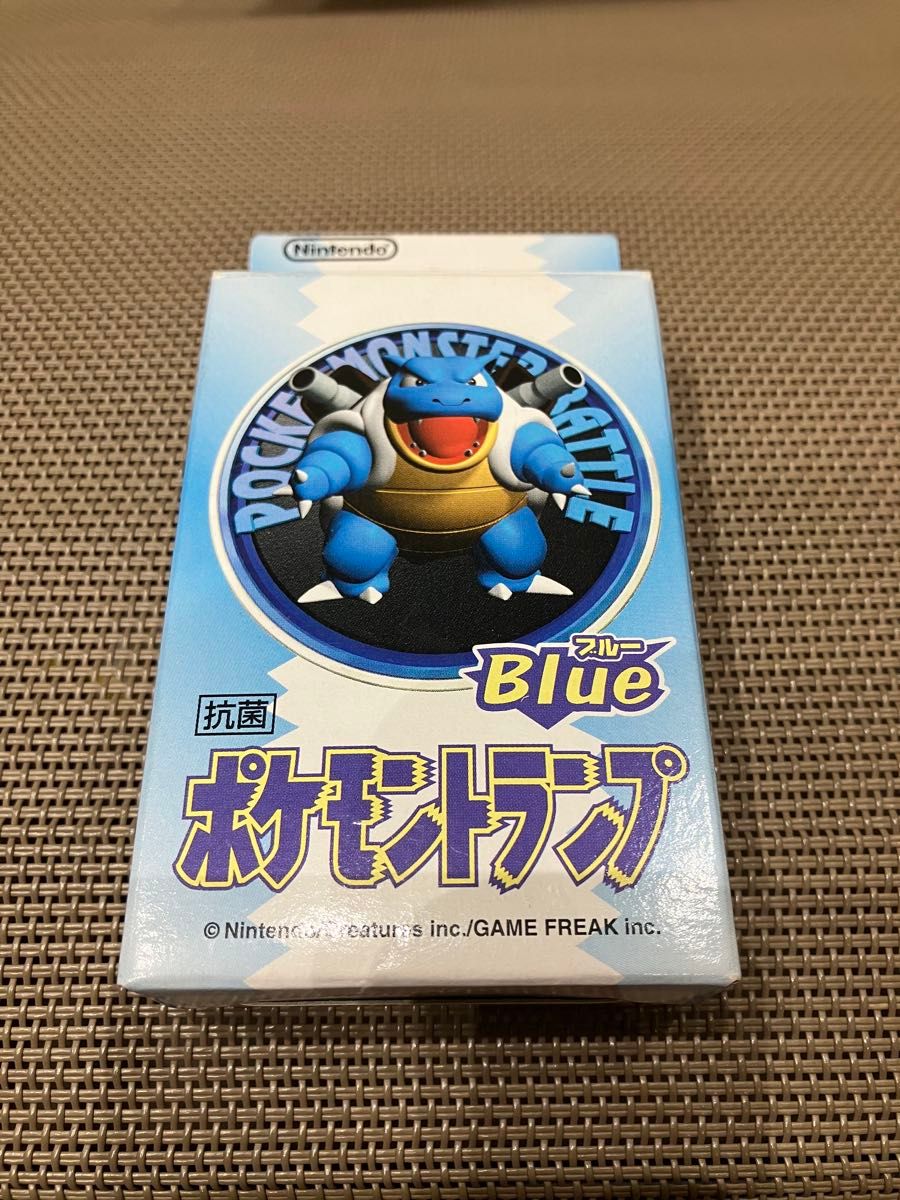 Nintendo
POCKET MONSTER BATTLE
ブルー
Blue
抗菌
ポケモントランプ
© Nintendo/Creatures inc./GAME FREAK inc.